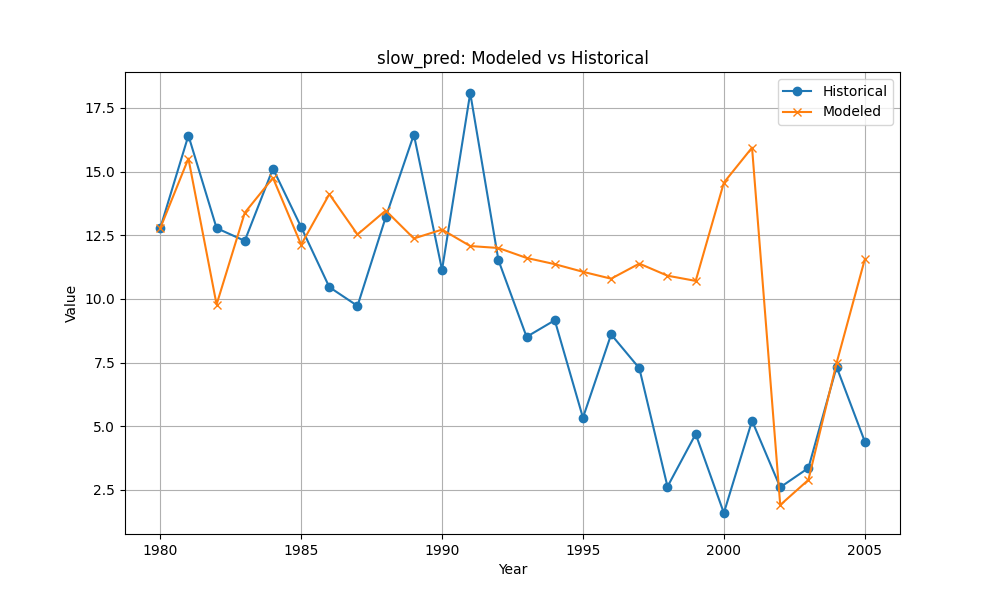 slow_pred: Modeled vs Historical
Historical
Modeled
17.5
15.0
12.5
10.0
7.5
5.0
2.5
Value
1980
1985
1990
1995
2000
2005
Year